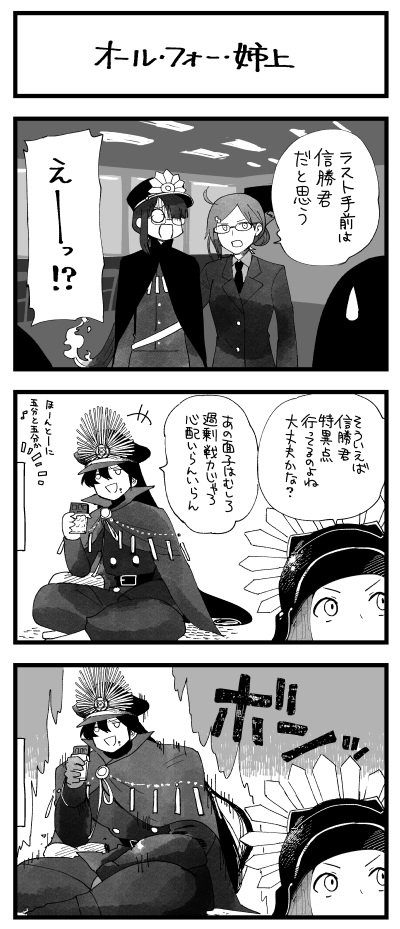 オール・フォー・姉上
ラスト手前は
信勝君
だと思う
えーーっ!?
そういえば
信勝君
特異点
行ってるのよね
大丈夫かな?
あの面子はむしろ
過剰戦力じゃろ
心配いらんいらん
ほーんとーに
五分と五分か♪
ボンッ